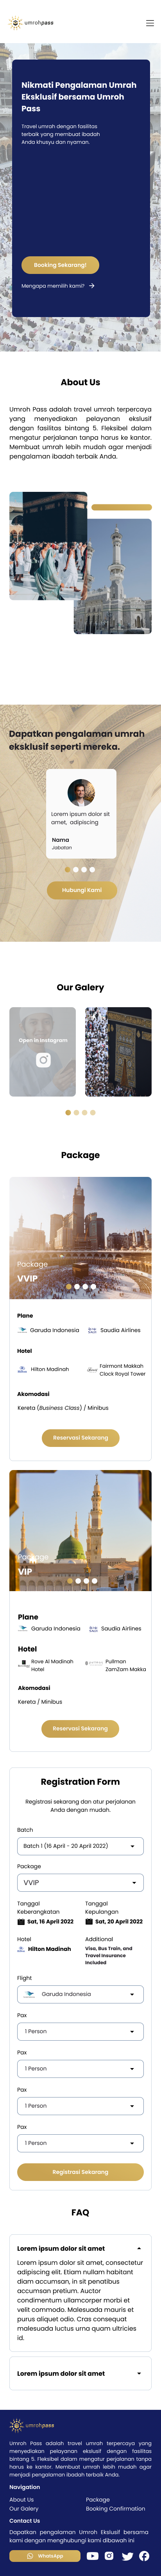 umrohpass
Nikmati Pengalaman Umrah
Eksklusif bersama Umroh
Pass
Travel umrah dengan fasilitas
terbaik yang membuat ibadah
Anda khusyu dan nyaman.
Booking Sekarang!
Mengapa memilih kami?
About Us
Umroh Pass adalah travel umrah terpercaya
yang menyediakan pelayanan ekslusif
dengan fasilitas bintang 5. Fleksibel dalam
mengatur perjalanan tanpa harus ke kantor.
Membuat umrah lebih mudah agar menjadi
pengalaman ibadah terbaik Anda.
Dapatkan pengalaman umrah
eksklusif seperti mereka.
Lorem ipsum dolor sit
amet, adipiscing
Nama
Jabatan
Hubungi Kami
Our Galery
Open in Instagram
Package
Package
VVIP
Plane
Garuda Indonesia
Saudia Airlines
Hotel
Hilton Madinah
Fairmont Makkah
Clock Royal Tower
Akomodasi
Kereta (Business Class) / Minibus
Reservasi Sekarang
Package
VIP
Plane
Garuda Indonesia
Saudia Airlines
Hotel
Rove Al Madinah
Hotel
Pullman
ZamZam Makka
Akomodasi
Kereta / Minibus
Reservasi Sekarang
Registration Form
Registrasi sekarang dan atur perjalanan
Anda dengan mudah.
Batch
Batch 1 (16 April - 20 April 2022)
Package
VVIP
Tanggal
Keberangkatan
Tanggal
Kepulangan
Sat, 16 April 2022
Sat, 20 April 2022
Hotel
Additional
Hilton Madinah
Visa, Bus Train, and
Travel Insurance
Included
Flight
Garuda Indonesia
Pax
1 Person
Pax
1 Person
Pax
1 Person
Pax
1 Person
Registrasi Sekarang
FAQ
Lorem ipsum dolor sit amet
Lorem ipsum dolor sit amet, consectetur
adipiscing elit. Etiam nullam habitant
diam accumsan, in sit penatibus
accumsan pretium. Auctor
condimentum ullamcorper morbi et
velit commodo. Malesuada mauris et
purus aliquet odio. Cras consequat
malesuada luctus urna quam ultricies
id.
Lorem ipsum dolor sit amet
umrohpass
Umroh Pass adalah travel umrah terpercaya yang
menyediakan pelayanan ekslusif dengan fasilitas
bintang 5. Fleksibel dalam mengatur perjalanan tanpa
harus ke kantor. Membuat umrah lebih mudah agar
menjadi pengalaman ibadah terbaik Anda.
Navigation
About Us
Package
Our Galery
Booking Confirmation
Contact Us
Dapatkan pengalaman Umrah Ekslusif bersama
kami dengan menghubungi kami dibawah ini
WhatsApp